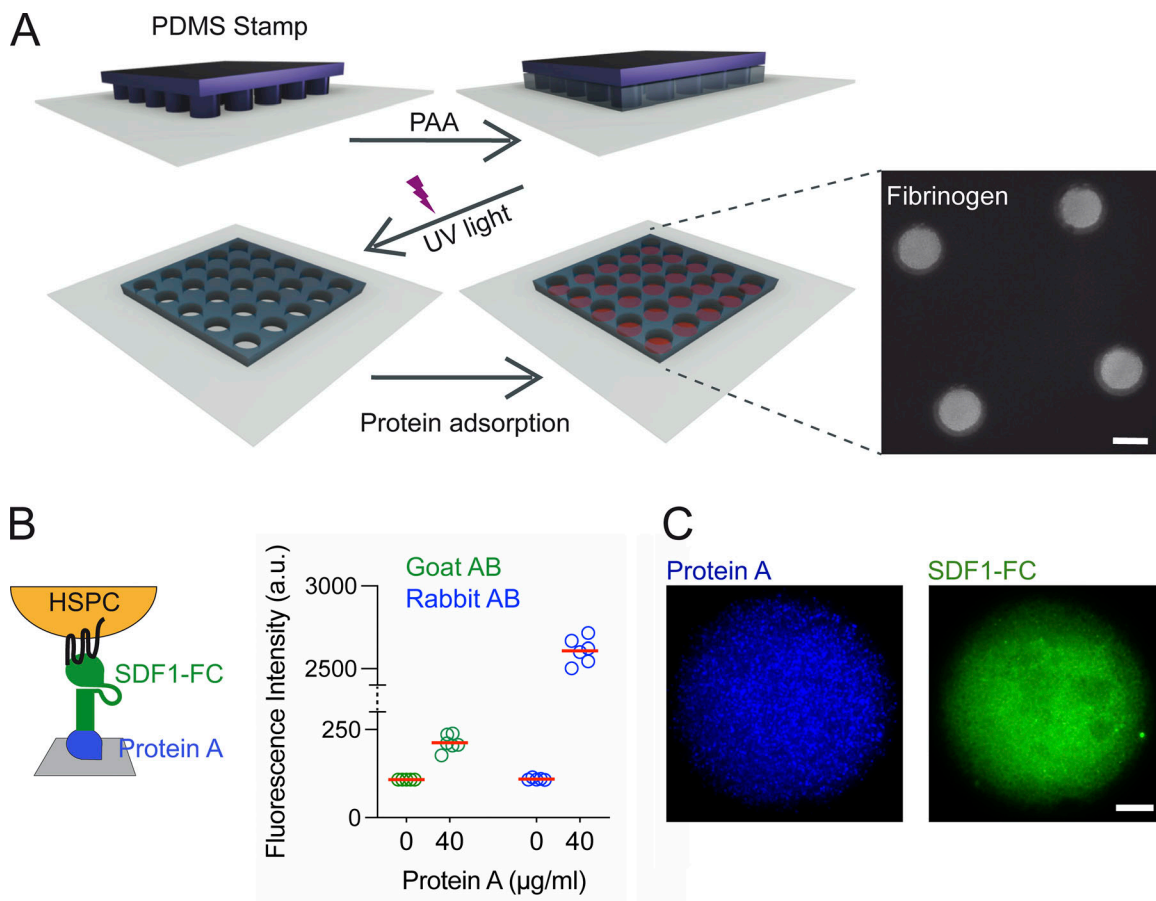 A
PDMS Stamp
PAA
UV light
Protein adsorption
Fibrinogen
B
HSPC
SDF1-FC
Protein A
Fluorescence Intensity (a.u.)
Goat AB
Rabbit AB
3000
2500
250
0
0 40 0 40
Protein A (µg/ml)
C
Protein A
SDF1-FC